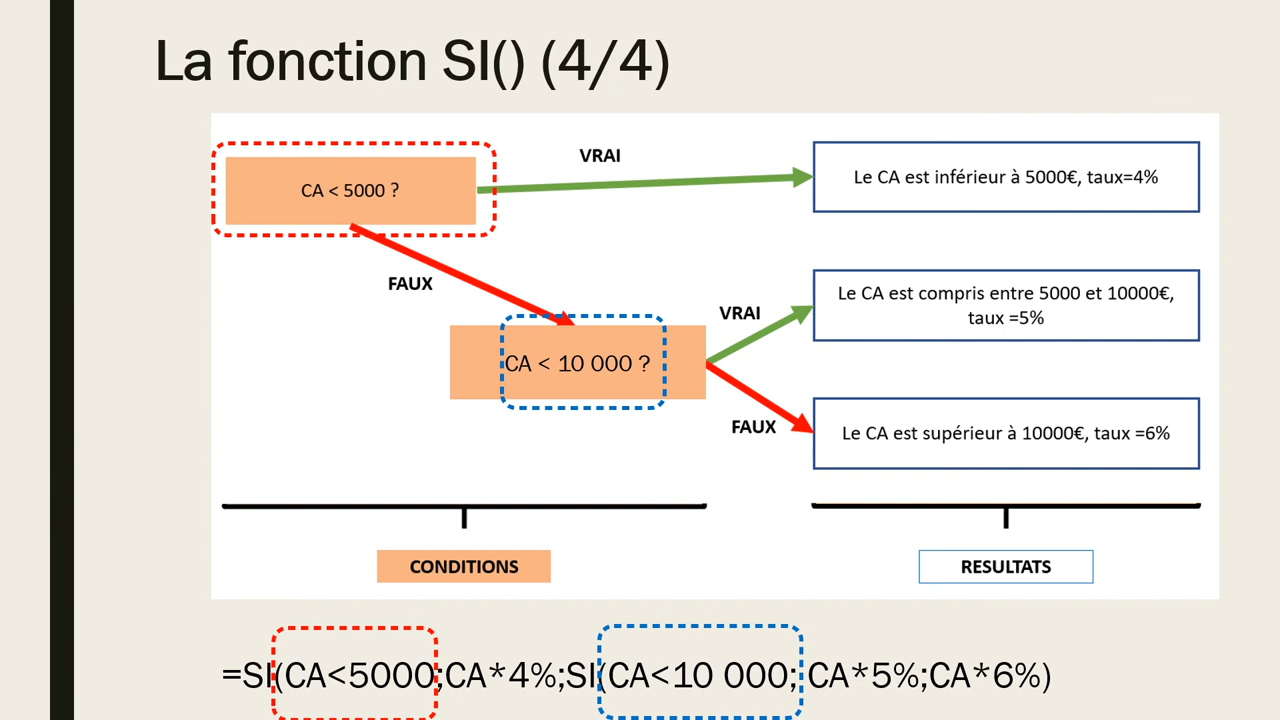 La fonction SI() (4/4)
CA < 5000 ?
VRAI
Le CA est inférieur à 5000€, taux=4%
FAUX
CA < 10 000 ?
VRAI
Le CA est compris entre 5000 et 10000€,
taux =5%
FAUX
Le CA est supérieur à 10000€, taux =6%
CONDITIONS
RESULTATS
=SI(CA<5000;CA*4%;SI(CA<10 000; CA*5%;CA*6%)